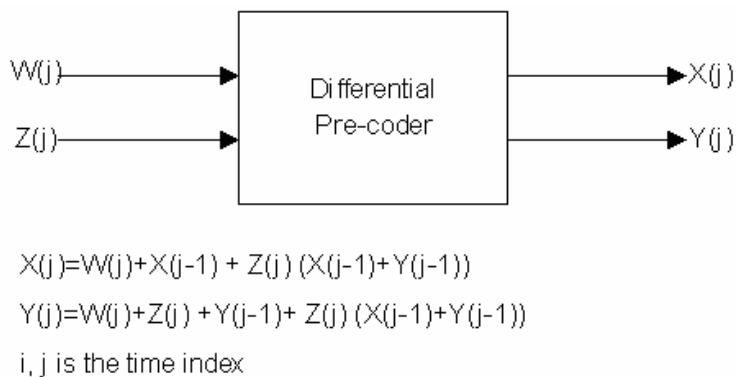 W(j)
Z(j)
Differential
Pre-coder
X(j)
Y(j)
X(j)=W(j)+X(j-1) + Z(j) (X(j-1)+Y(j-1))
Y(j)=W(j)+Z(j) +Y(j-1)+ Z(j) (X(j-1)+Y(j-1))
i, j is the time index